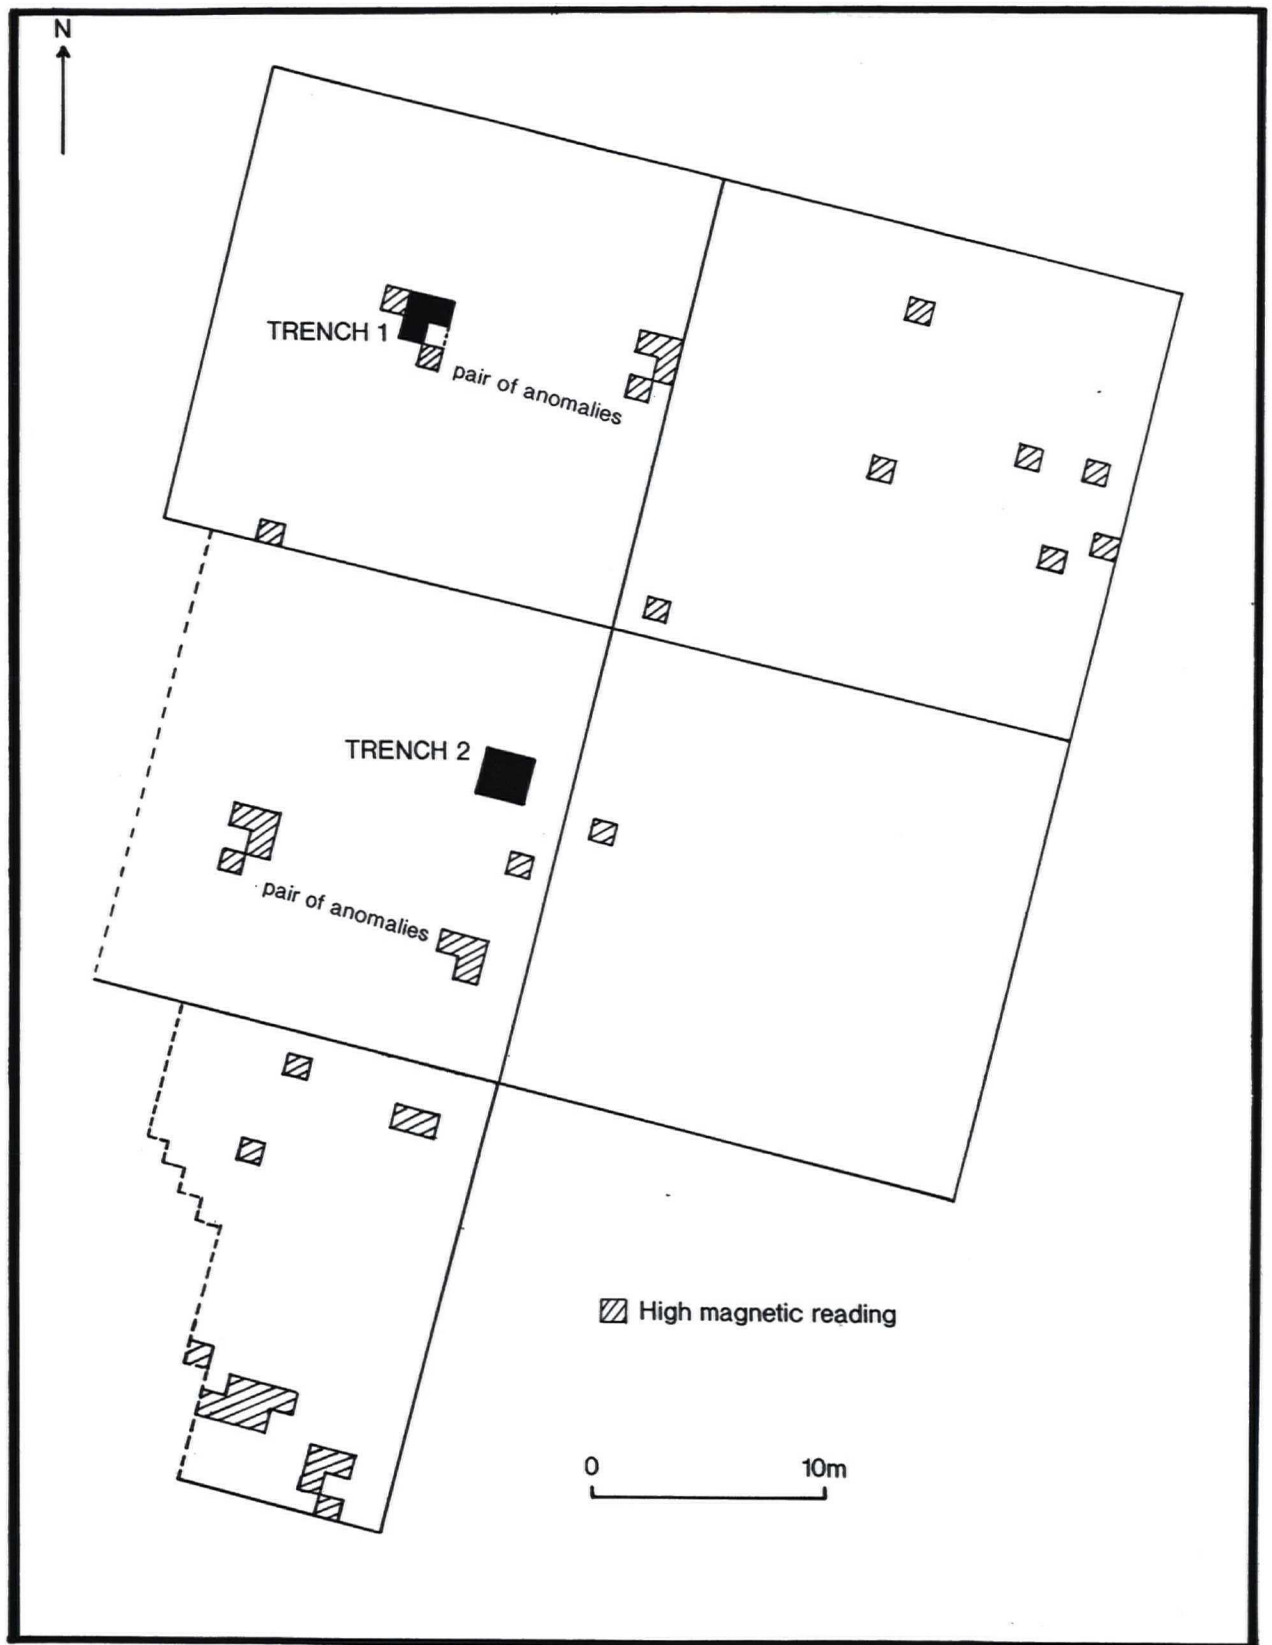 N
TRENCH 1
pair of anomalies
TRENCH 2
pair of anomalies
High magnetic reading
0 10m